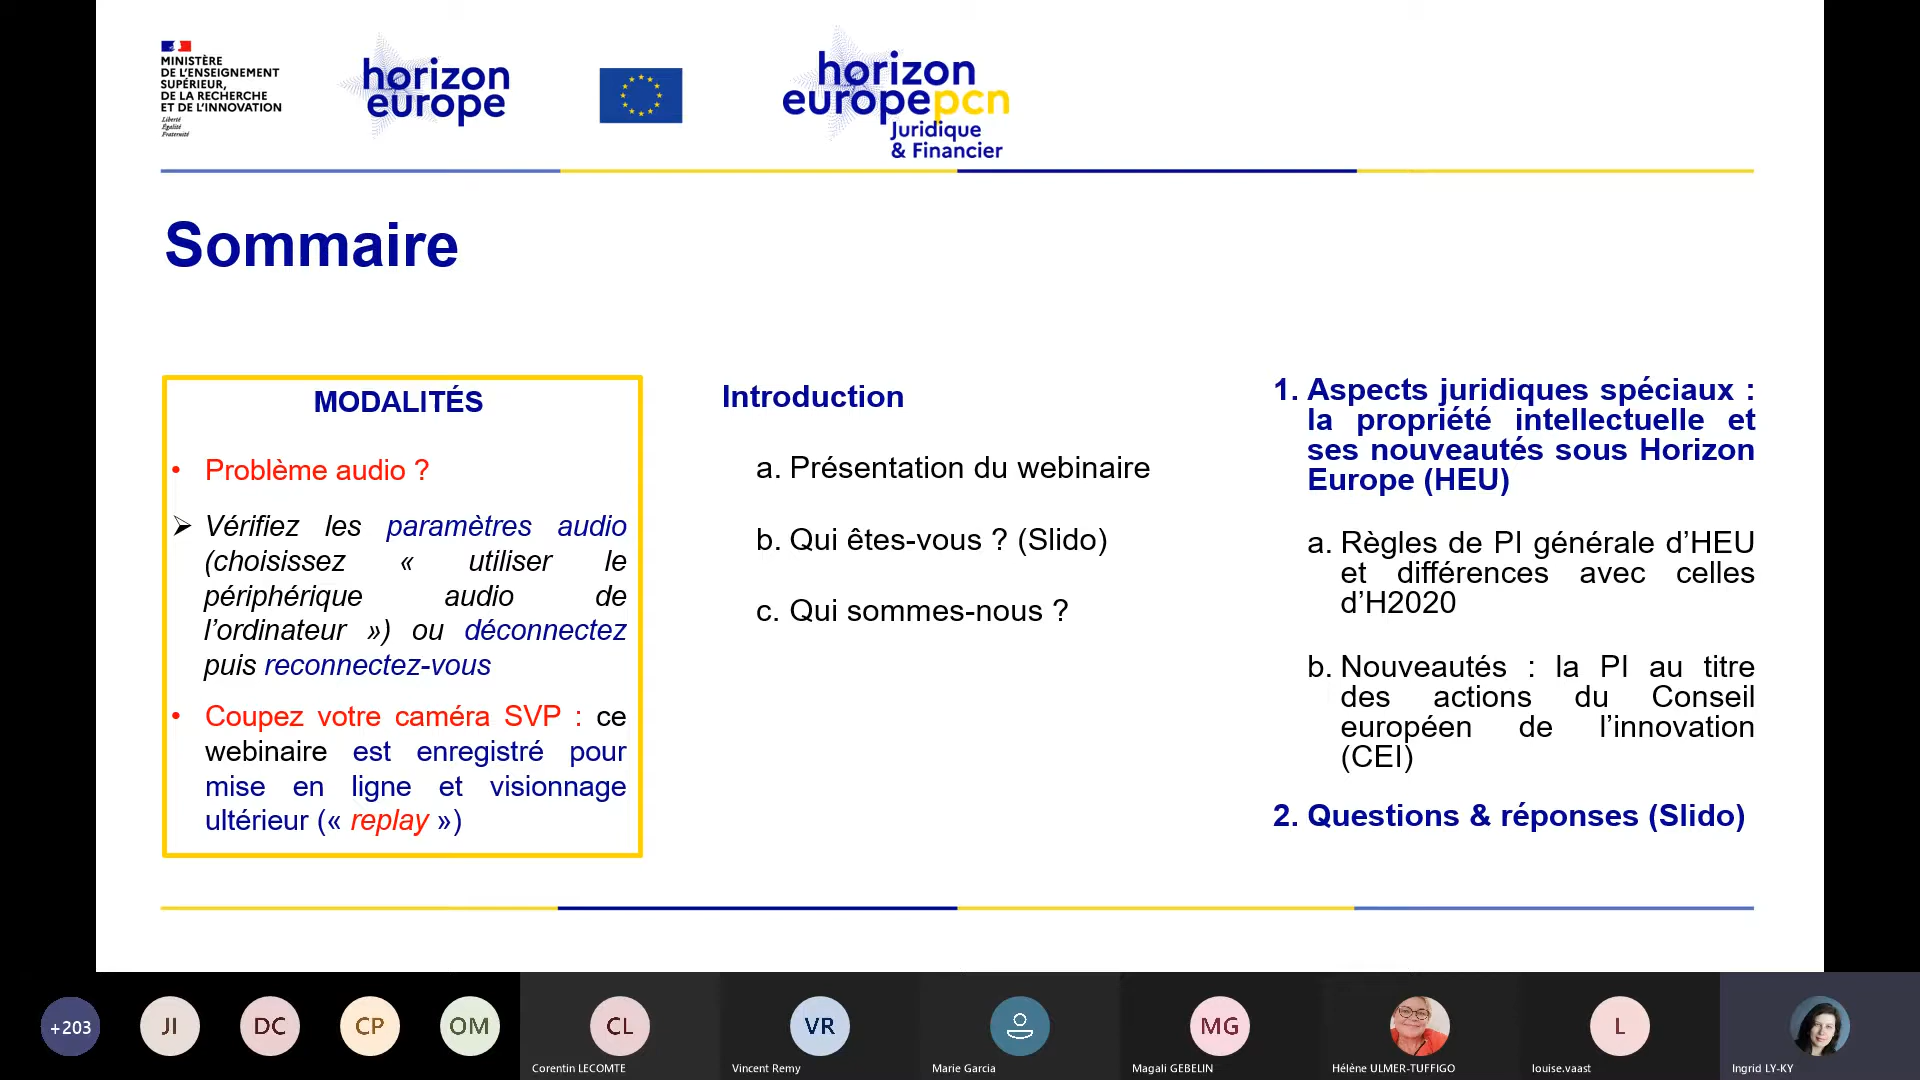 MINISTÈRE
DE L'ENSEIGNEMENT
SUPÉRIEUR,
DE LA RECHERCHE
ET DE L'INNOVATION
Liberté
Égalité
Fraternité
horizon
europe
horizon
europepcn
Juridique
& Financier
Sommaire
MODALITÉS
• Problème audio ?
➢ Vérifiez les paramètres audio
(choisissez « utiliser le
périphérique audio de
l’ordinateur ») ou déconnectez
puis reconnectez-vous
• Coupez votre caméra SVP : ce
webinaire est enregistré pour
mise en ligne et visionnage
ultérieur (« replay »)
Introduction
a. Présentation du webinaire
b. Qui êtes-vous ? (Slido)
c. Qui sommes-nous ?
1. Aspects juridiques spéciaux :
la propriété intellectuelle et
ses nouveautés sous Horizon
Europe (HEU)
a. Règles de PI générale d’HEU
et différences avec celles
d’H2020
b. Nouveautés : la PI au titre
des actions du Conseil
européen de l’innovation
(CEI)
2. Questions & réponses (Slido)
+203
JI
DC
CP
OM
CL
VR
MG
L
Corentin LECOMTE
Vincent Remy
Marie Garcia
Magali GEBELIN
Hélène ULMER-TUFFIGO
louise.vaast
Ingrid LY-KY